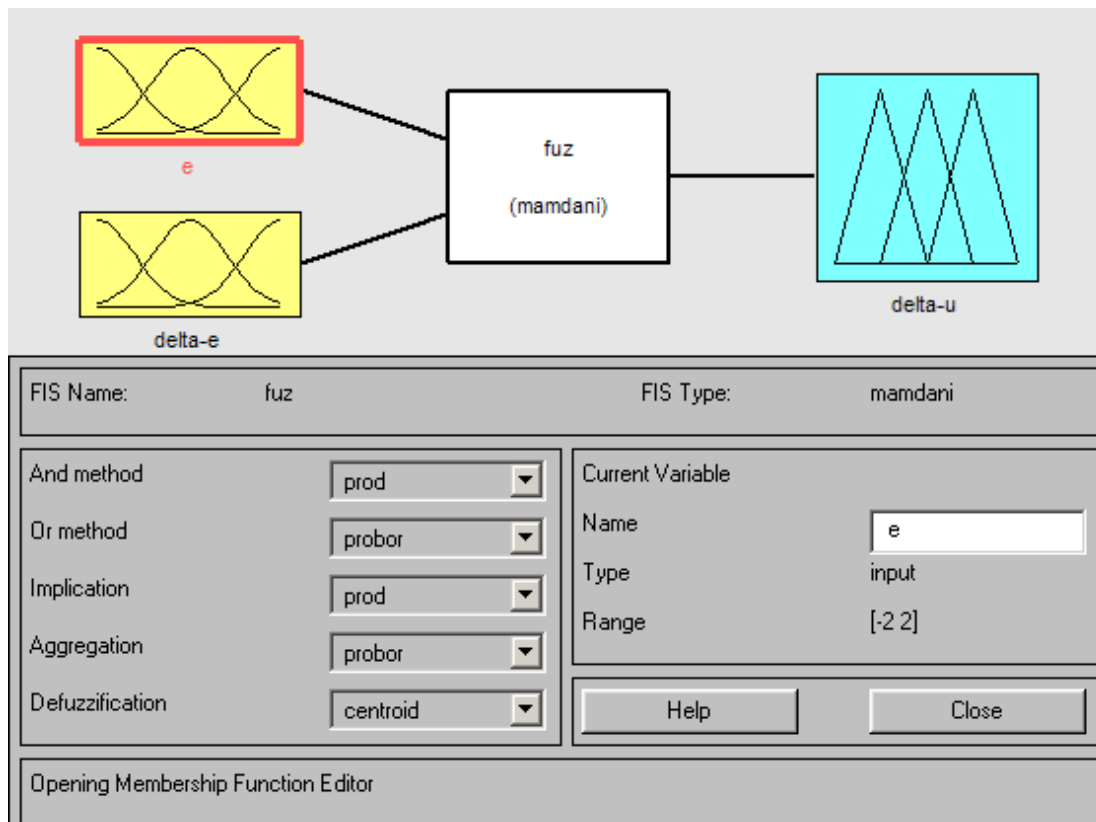 e
delta-e
fuz
(mamdani)
delta-u
FIS Name: fuz FIS Type: mamdani
And method prod
Or method probor
Implication prod
Aggregation probor
Defuzzification centroid
Current Variable
Name e
Type input
Range [-2 2]
Help Close
Opening Membership Function Editor